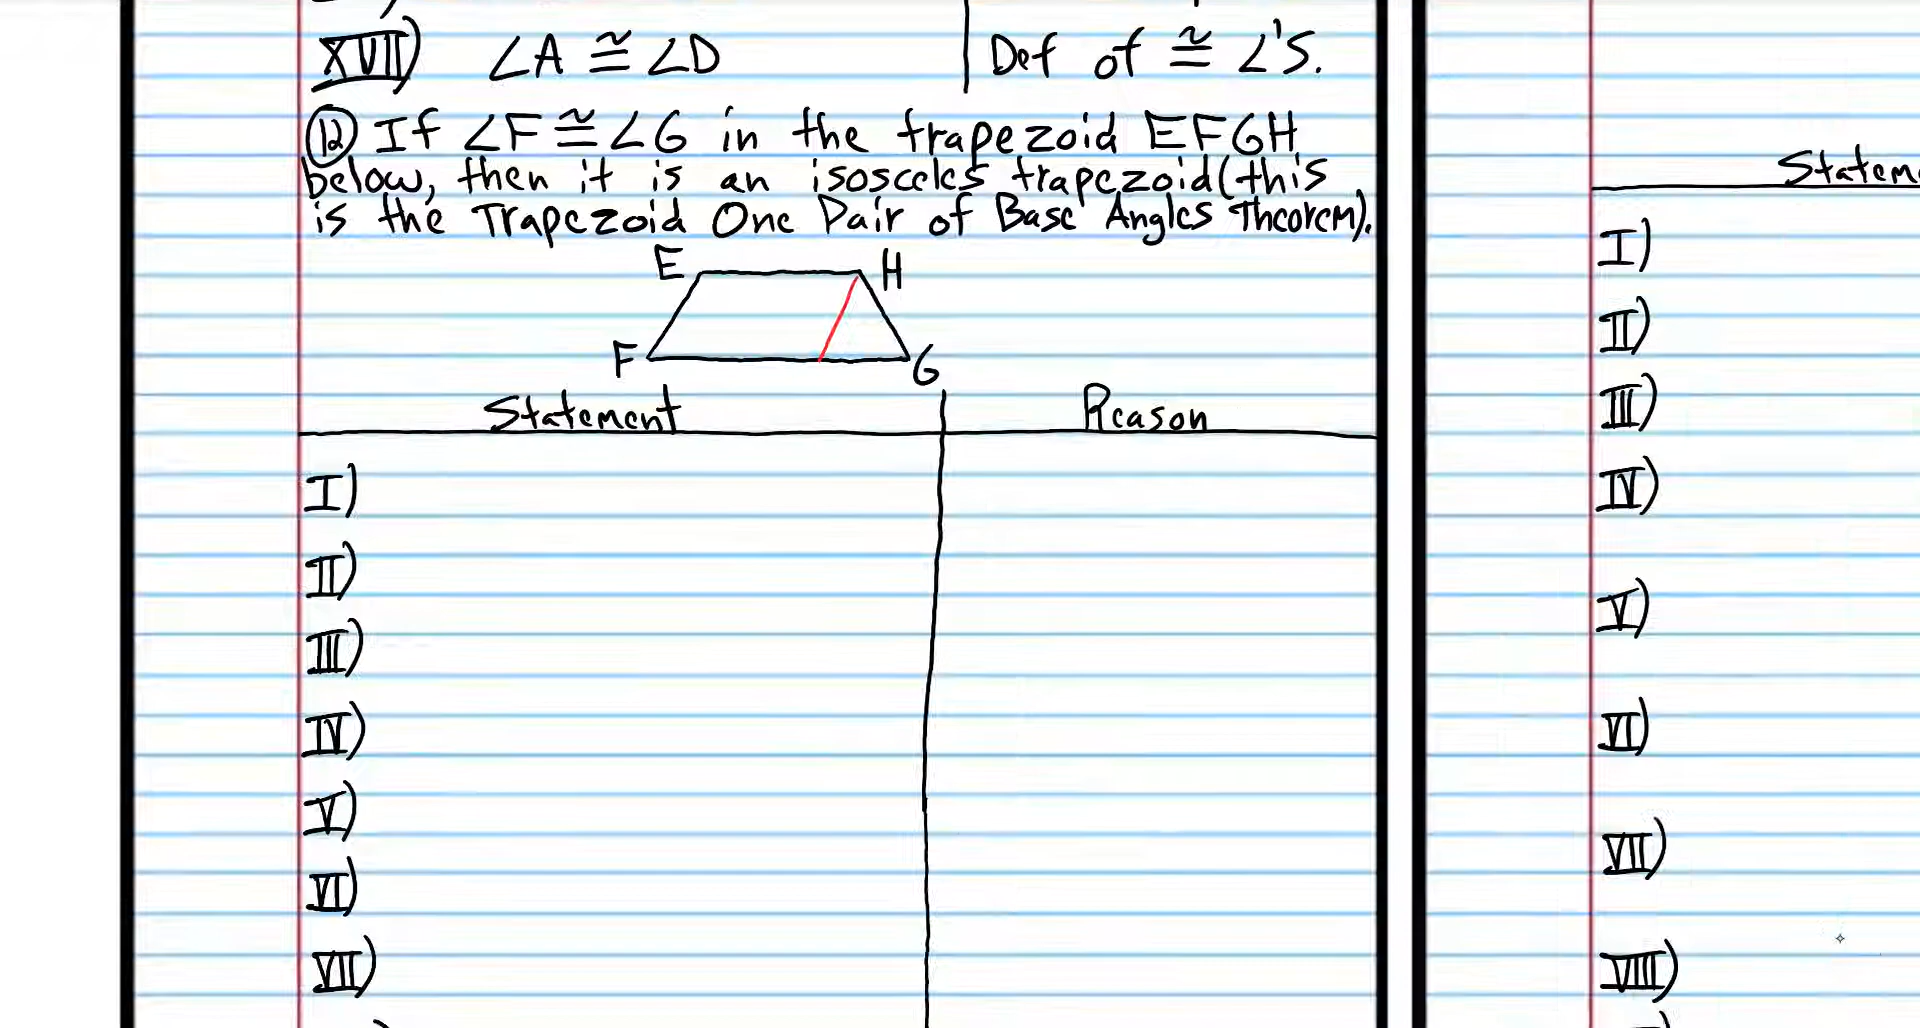 XVII) ∠A ≅ ∠D Def of ≅ ∠'s.
(12) If ∠F ≅ ∠G in the trapezoid EFGH
below, then it is an isosceles trapezoid (this
is the Trapezoid One Pair of Base Angles Theorem).
E H
F G
Statement Reason
I)
II)
III)
IV)
V)
VI)
VII)
Statem
I)
II)
III)
IV)
V)
VI)
VII)
VIII)